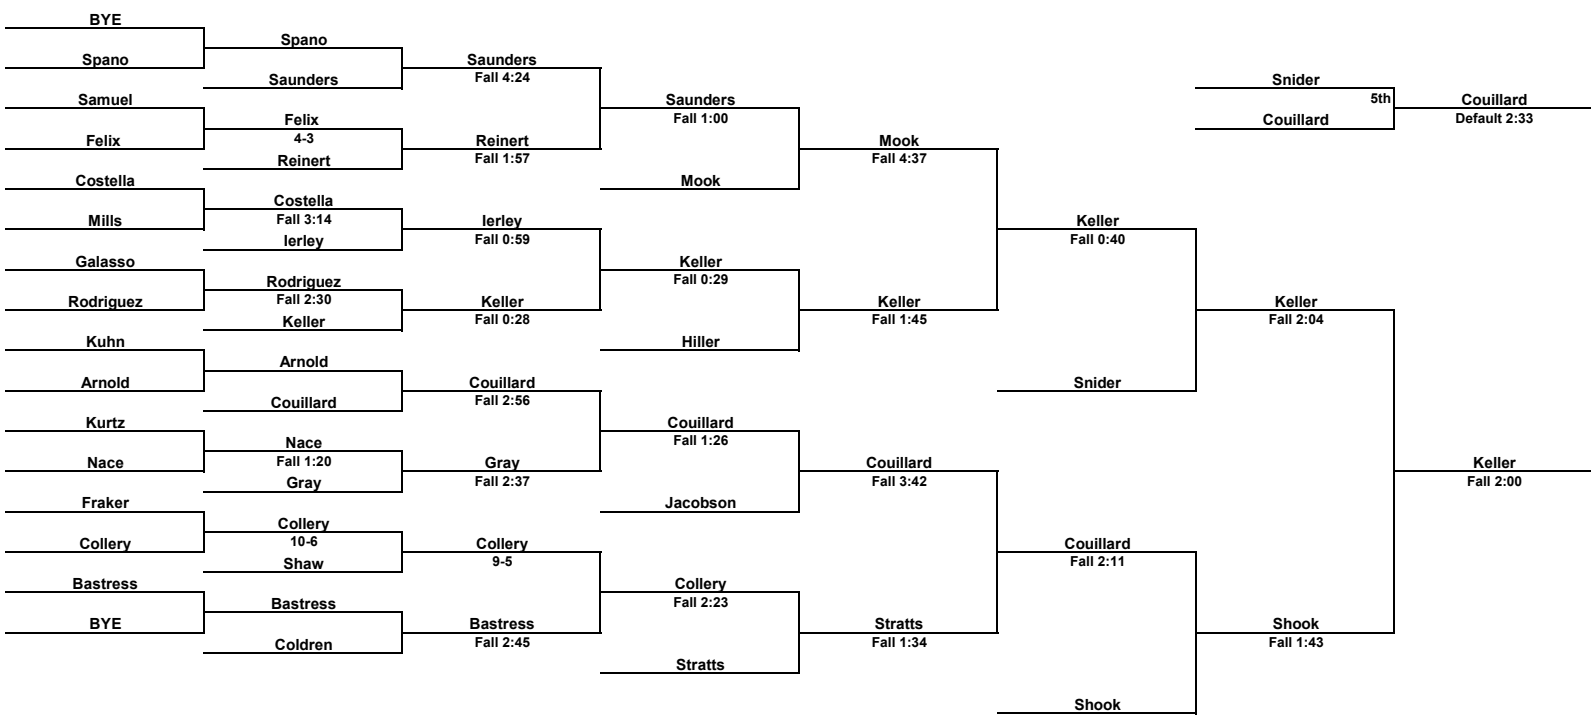 BYE
Spano
Spano
Saunders
Saunders
Fall 4:24
Snider
Samuel
Saunders
5th
Couillard
Felix
Fall 1:00
Couillard
Default 2:33
Felix
4-3
Reinert
Mook
Reinert
Fall 1:57
Fall 4:37
Costella
Mook
Costella
Mills
Fall 3:14
Ierley
Keller
Ierley
Fall 0:59
Fall 0:40
Galasso
Keller
Rodriguez
Fall 0:29
Rodriguez
Fall 2:30
Keller
Keller
Keller
Keller
Fall 0:28
Fall 1:45
Fall 2:04
Kuhn
Hiller
Arnold
Arnold
Couillard
Snider
Couillard
Fall 2:56
Kurtz
Couillard
Nace
Fall 1:26
Nace
Fall 1:20
Gray
Couillard
Keller
Gray
Fall 2:37
Fall 3:42
Fall 2:00
Fraker
Jacobson
Collery
Collery
10-6
Collery
Couillard
Shaw
9-5
Fall 2:11
Bastress
Collery
Bastress
Fall 2:23
BYE
Bastress
Stratts
Shook
Coldren
Fall 2:45
Fall 1:34
Fall 1:43
Stratts
Shook